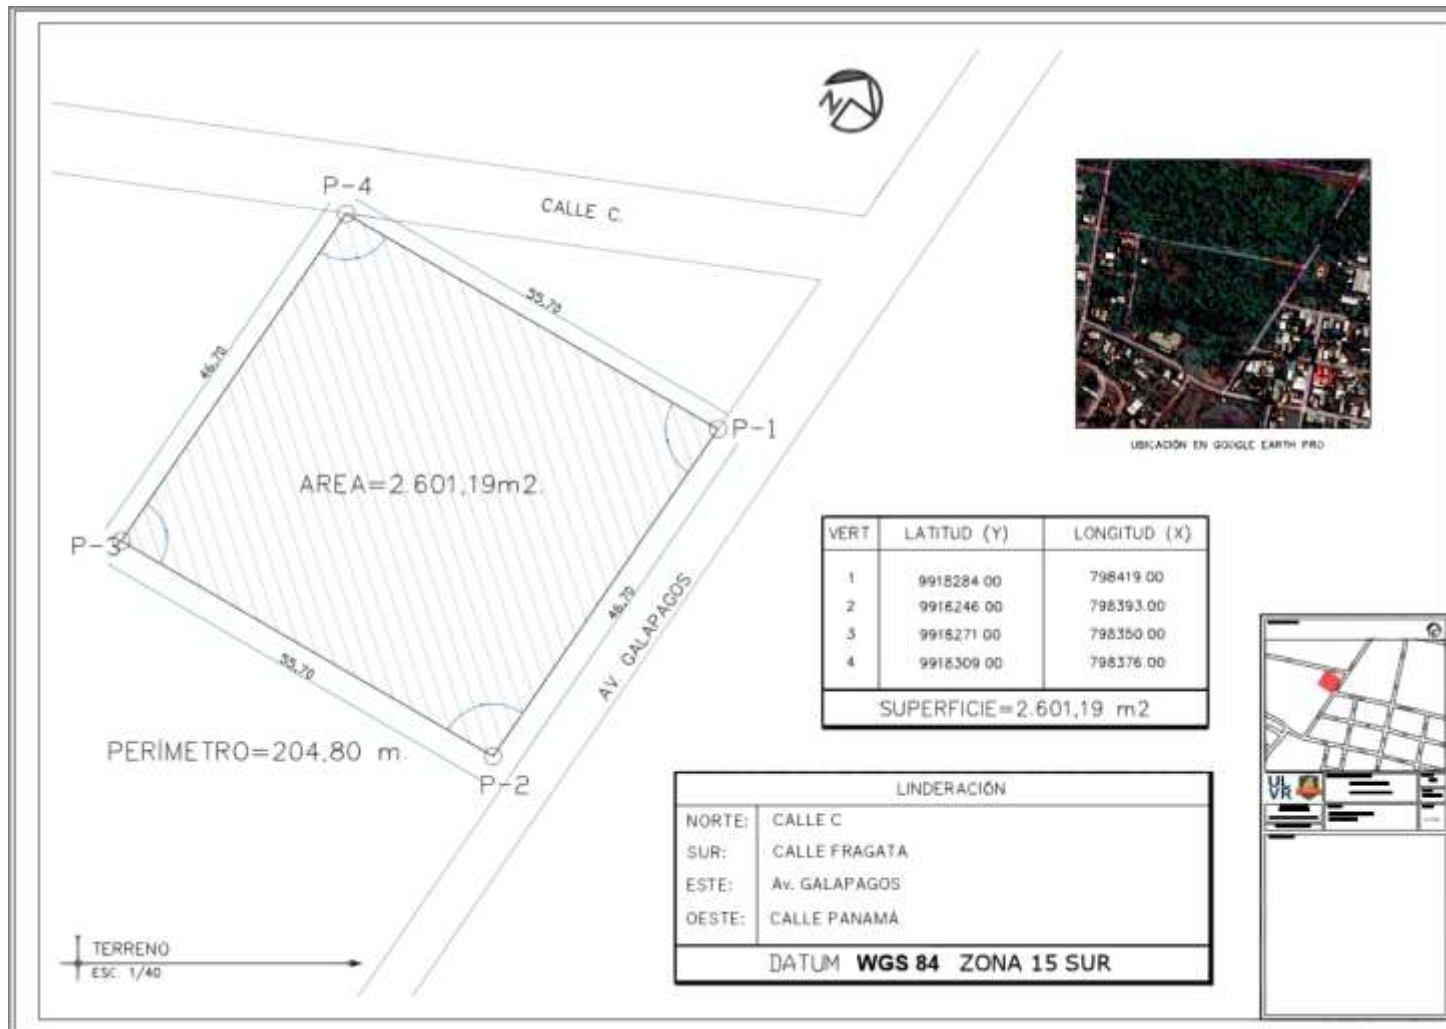 N
P-4
CALLE C.
55,70
46,70
P-1
AREA=2.601,19m2.
P-3
46,70
AV. GALAPAGOS
55,70
PERÍMETRO=204,80 m.
P-2
TERRENO
ESC. 1/40
UBICACIÓN EN GOOGLE EARTH PRO
VERT LATITUD (Y) LONGITUD (X)
1 9918284.00 798419.00
2 9918246.00 798393.00
3 9918271.00 798350.00
4 9918309.00 798376.00
SUPERFICIE=2.601,19 m2
LINDERACIÓN
NORTE: CALLE C
SUR: CALLE FRAGATA
ESTE: Av. GALAPAGOS
OESTE: CALLE PANAMÁ
DATUM WGS 84 ZONA 15 SUR
UL
VR